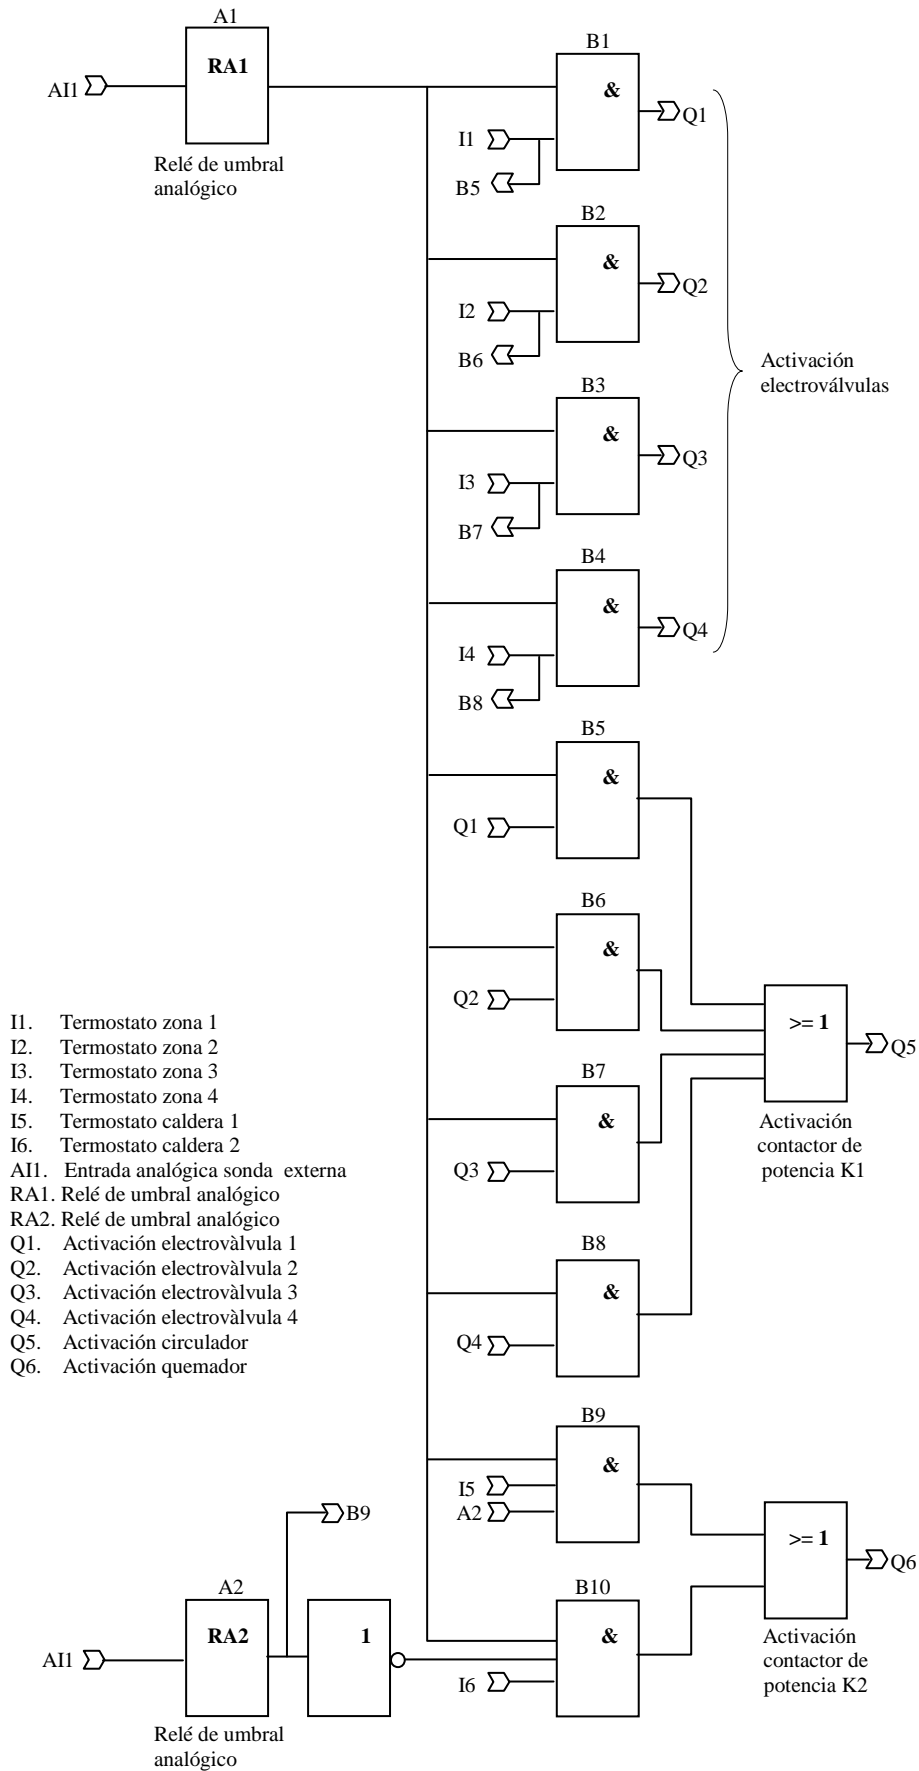 A1
RA1
AI1
Relé de umbral
analógico
B1
&
I1
B5
Q1
B2
&
I2
B6
Q2
B3
&
I3
B7
Q3
B4
&
I4
B8
Q4
Activación
electroválvulas
B5
&
Q1
B6
&
Q2
B7
&
Q3
B8
&
Q4
>= 1
Q5
Activación
contactor de
potencia K1
I1. Termostato zona 1
I2. Termostato zona 2
I3. Termostato zona 3
I4. Termostato zona 4
I5. Termostato caldera 1
I6. Termostato caldera 2
AI1. Entrada analógica sonda externa
RA1. Relé de umbral analógico
RA2. Relé de umbral analógico
Q1. Activación electrovàlvula 1
Q2. Activación electrovàlvula 2
Q3. Activación electrovàlvula 3
Q4. Activación electrovàlvula 4
Q5. Activación circulador
Q6. Activación quemador
B9
&
I5
A2
B9
>= 1
Q6
Activación
contactor de
potencia K2
A2
RA2
1
AI1
Relé de umbral
analógico
B10
&
I6